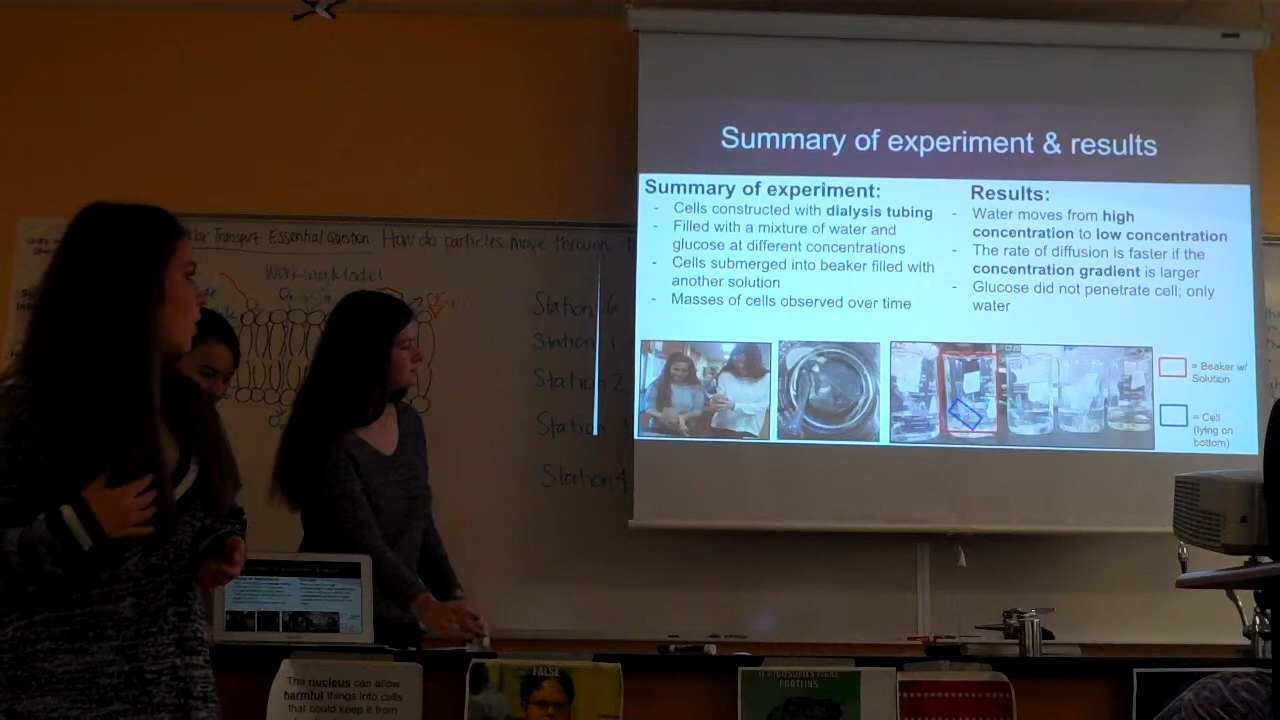 Summary of experiment & results
Summary of experiment:
- Cells constructed with dialysis tubing
- Filled with a mixture of water and
glucose at different concentrations
- Cells submerged into beaker filled with
another solution
- Masses of cells observed over time
Results:
- Water moves from high
concentration to low concentration
- The rate of diffusion is faster if the
concentration gradient is larger
- Glucose did not penetrate cell; only
water
= Beaker w/
Solution
= Cell
(lying on
bottom)
Transport Essential Question How do particles move through
Working Model
Station 6
Station 1
Station 2
Station
Station 4
The nucleus can allow
harmful things into cells
that could keep it from
FALSE
PROTEINS